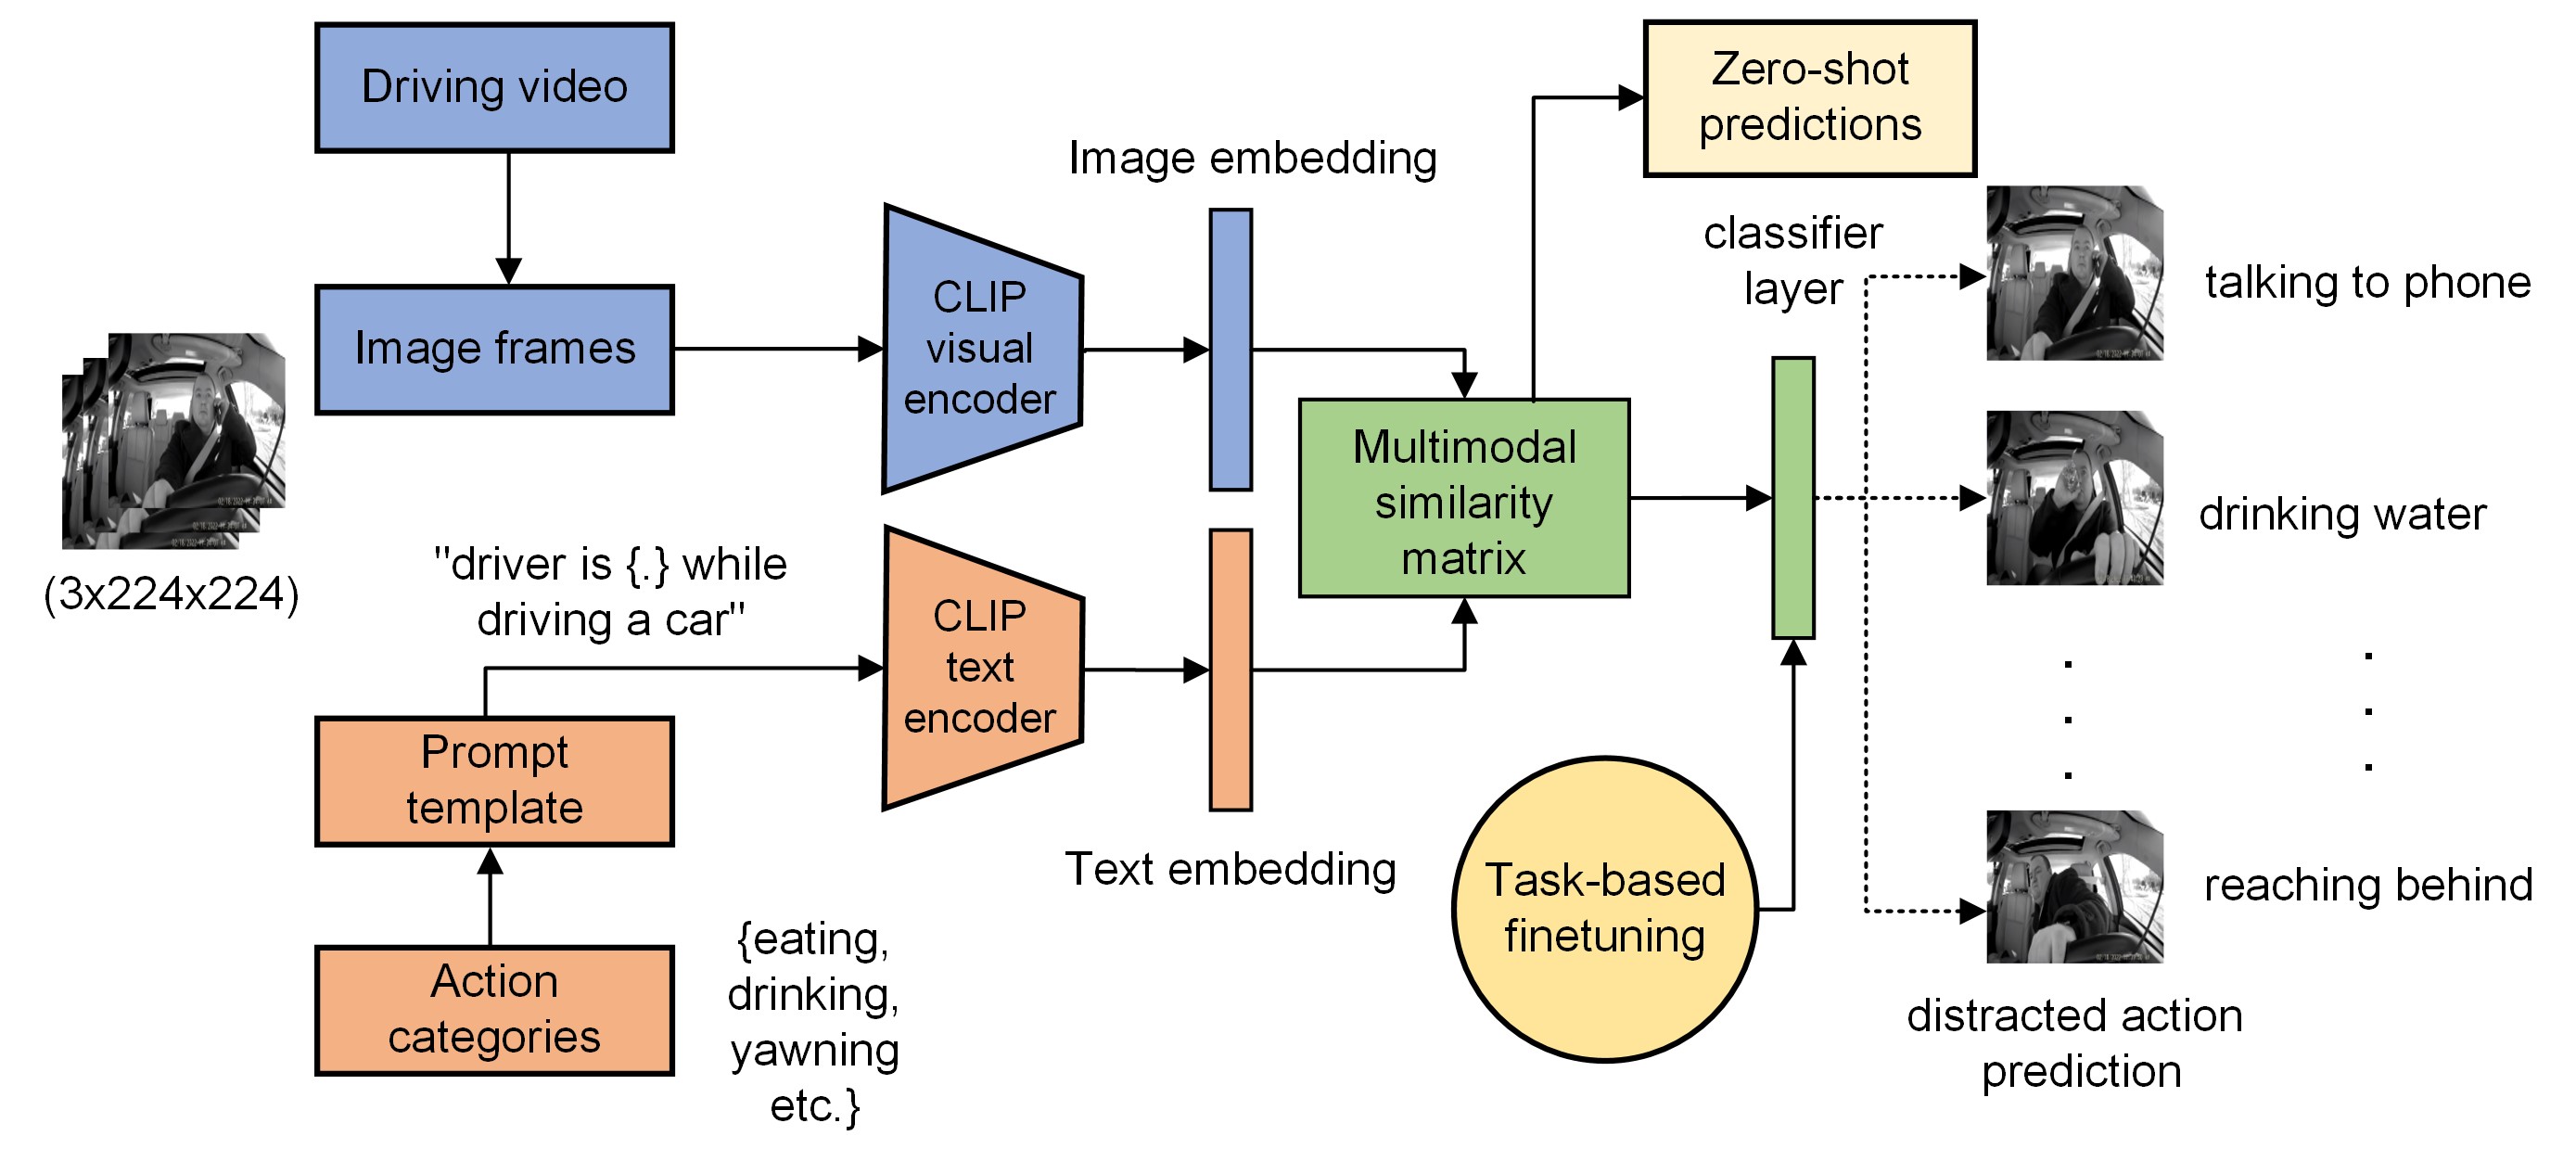 Driving video
Image frames
(3x224x224)
"driver is {.} while
driving a car"
Prompt
template
Action
categories
{eating,
drinking,
yawning
etc.}
CLIP
visual
encoder
CLIP
text
encoder
Image embedding
Text embedding
Multimodal
similarity
matrix
Zero-shot
predictions
classifier
layer
Task-based
finetuning
talking to phone
drinking water
.
.
.
.
.
.
reaching behind
distracted action
prediction